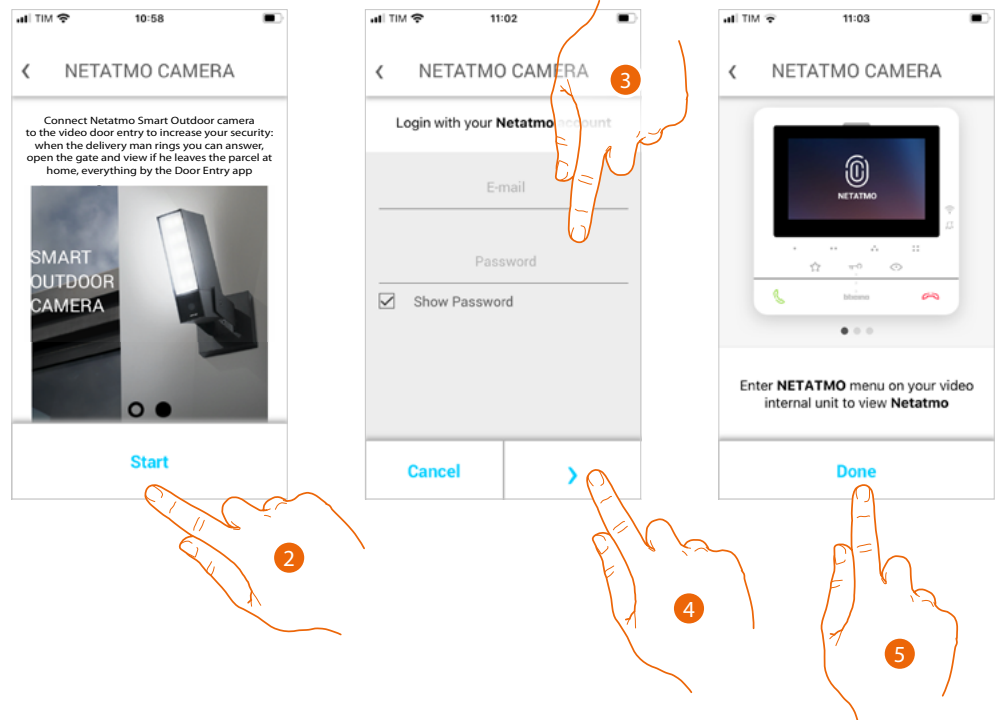 TIM
10:58
NETATMO CAMERA
Connect Netatmo Smart Outdoor camera
to the video door entry to increase your security:
when the delivery man rings you can answer,
open the gate and view if he leaves the parcel at
home, everything by the Door Entry app
SMART
OUTDOOR
CAMERA
Start
2
TIM
11:02
NETATMO CAMERA
3
Login with your Netatmo account
E-mail
Password
Show Password
Cancel
4
TIM
11:03
NETATMO CAMERA
NETATMO
Enter NETATMO menu on your video
internal unit to view Netatmo
Done
5